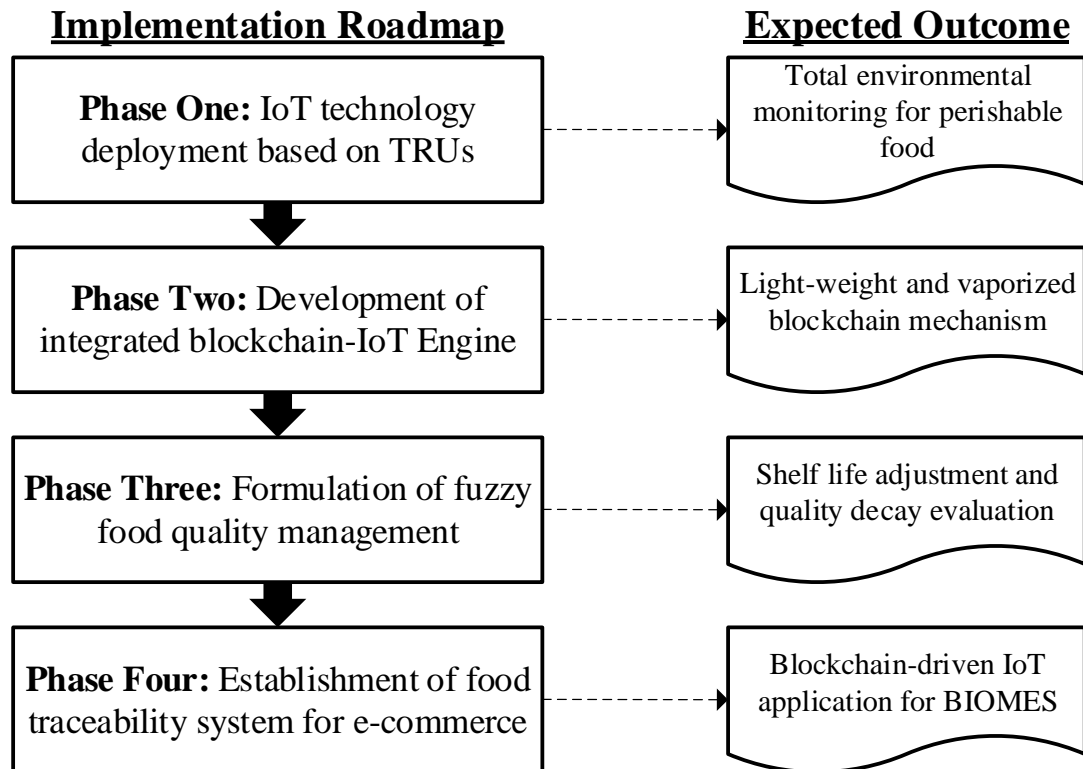 Implementation Roadmap
Expected Outcome
Phase One: IoT technology
deployment based on TRUs
Total environmental
monitoring for perishable
food
Phase Two: Development of
integrated blockchain-IoT Engine
Light-weight and vaporized
blockchain mechanism
Phase Three: Formulation of fuzzy
food quality management
Shelf life adjustment and
quality decay evaluation
Phase Four: Establishment of food
traceability system for e-commerce
Blockchain-driven IoT
application for BIOMES